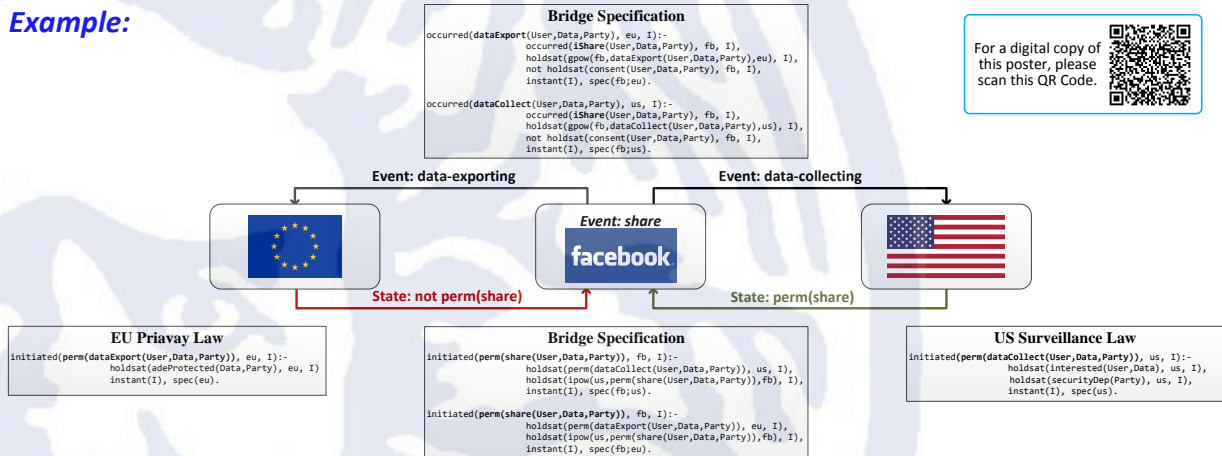 Example:
Bridge Specification
occurred(dataExport(User,Data,Party), eu, I):-
occurred(iShare(User,Data,Party), fb, I),
holdsat(gpow(fb,dataExport(User,Data,Party),eu), I),
not holdsat(consent(User,Data,Party), fb, I),
instant(I), spec(fb;eu).
occurred(dataCollect(User,Data,Party), us, I):-
occurred(iShare(User,Data,Party), fb, I),
holdsat(gpow(fb,dataCollect(User,Data,Party),us), I),
not holdsat(consent(User,Data,Party), fb, I),
instant(I), spec(fb;us).
For a digital copy of
this poster, please
scan this QR Code.
Event: data-exporting
Event: data-collecting
Event: share
facebook
State: not perm(share)
State: perm(share)
EU Priavay Law
initiated(perm(dataExport(User,Data,Party)), eu, I):-
holdsat(adeProtected(Data,Party), eu, I)
instant(I), spec(eu).
Bridge Specification
initiated(perm(share(User,Data,Party)), fb, I):-
holdsat(perm(dataCollect(User,Data,Party)), us, I),
holdsat(ipow(us,perm(share(User,Data,Party)),fb), I),
instant(I), spec(fb;us).
initiated(perm(share(User,Data,Party)), fb, I):-
holdsat(perm(dataExport(User,Data,Party)), eu, I),
holdsat(ipow(us,perm(share(User,Data,Party)),fb), I),
instant(I), spec(fb;eu).
US Surveillance Law
initiated(perm(dataCollect(User,Data,Party)), us, I):-
holdsat(interested(User,Data), us, I),
holdsat(securityDep(Party), us, I),
instant(I), spec(us).